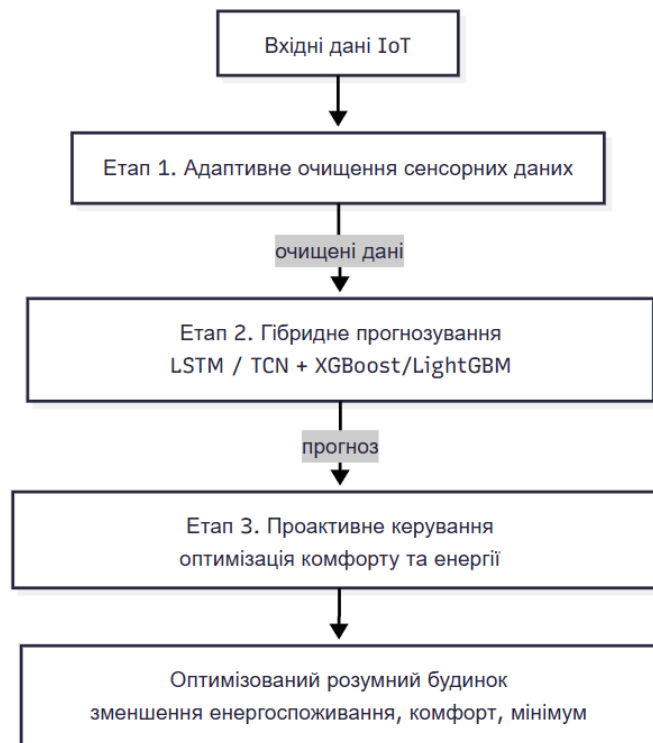 Вхідні дані IoT
Етап 1. Адаптивне очищення сенсорних даних
очищені дані
Етап 2. Гібридне прогнозування
LSTM / TCN + XGBoost/LightGBM
прогноз
Етап 3. Проактивне керування
оптимізація комфорту та енергії
Оптимізований розумний будинок
зменшення енергоспоживання, комфорт, мінімум